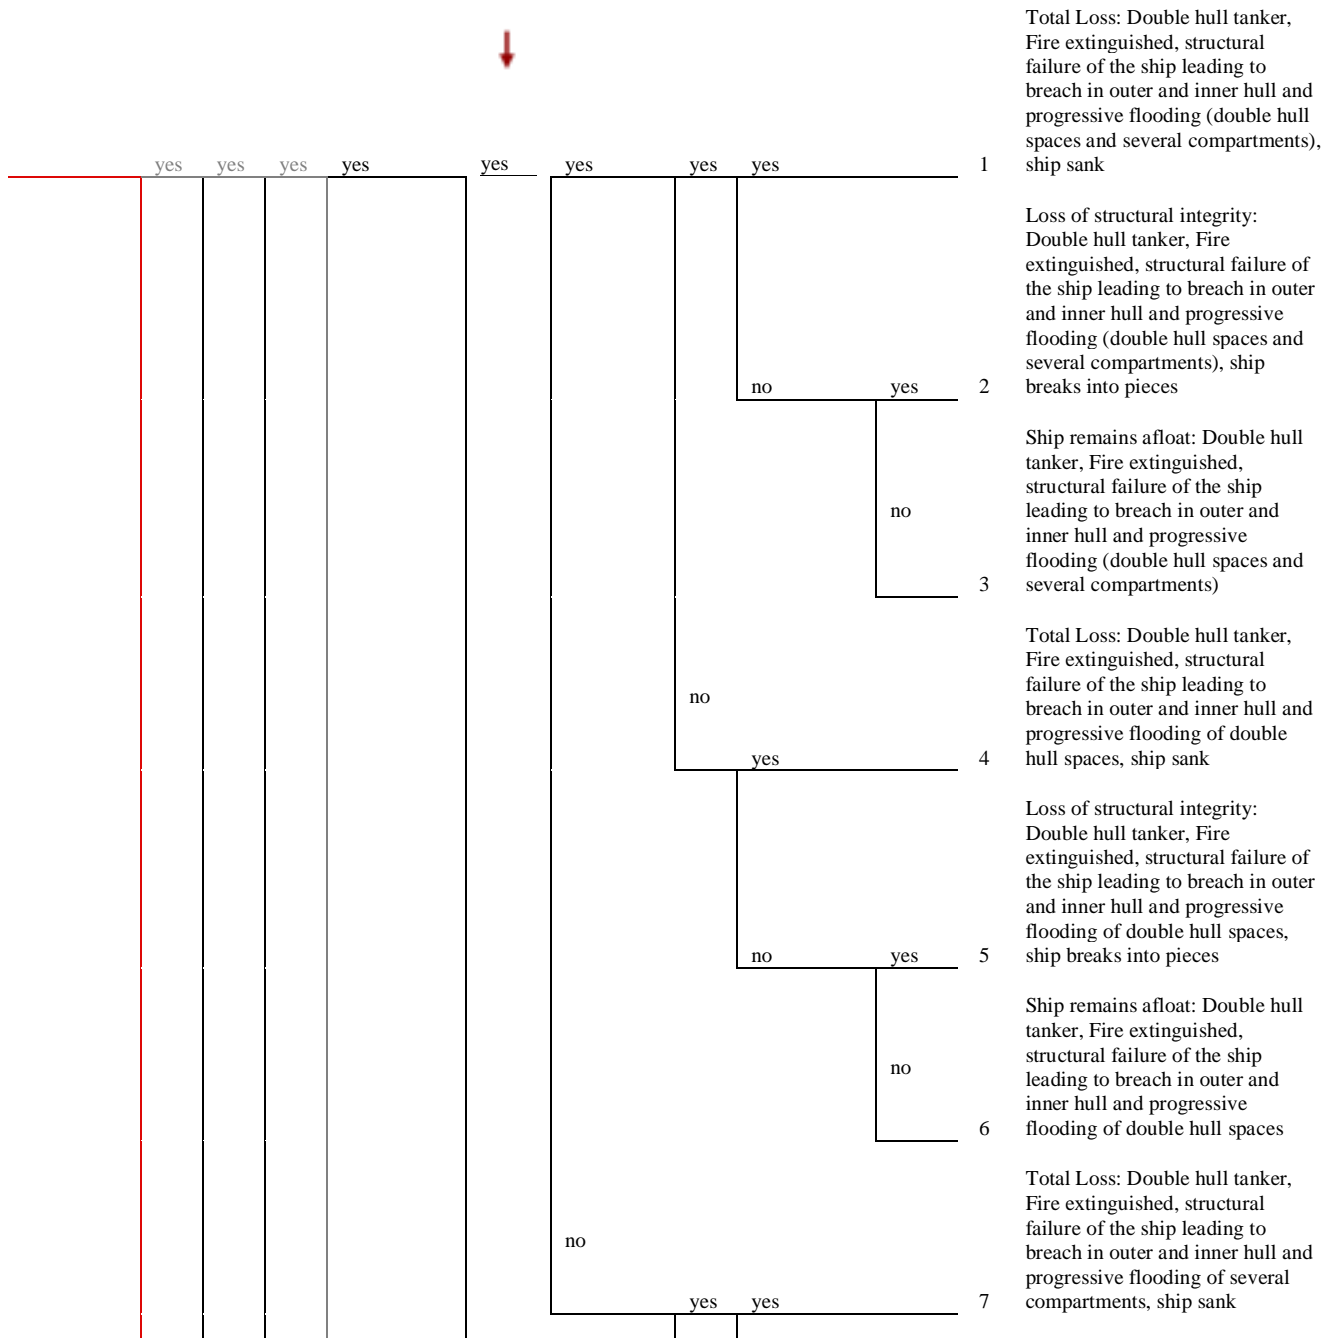 Total Loss: Double hull tanker,
Fire extinguished, structural
failure of the ship leading to
breach in outer and inner hull and
progressive flooding (double hull
spaces and several compartments),
yes yes yes yes yes yes yes yes 1 ship sank
Loss of structural integrity:
Double hull tanker, Fire
extinguished, structural failure of
the ship leading to breach in outer
and inner hull and progressive
flooding (double hull spaces and
several compartments), ship
no yes 2 breaks into pieces
Ship remains afloat: Double hull
tanker, Fire extinguished,
structural failure of the ship
no leading to breach in outer and
inner hull and progressive
flooding (double hull spaces and
3 several compartments)
Total Loss: Double hull tanker,
Fire extinguished, structural
failure of the ship leading to
no breach in outer and inner hull and
progressive flooding of double
yes 4 hull spaces, ship sank
Loss of structural integrity:
Double hull tanker, Fire
extinguished, structural failure of
the ship leading to breach in outer
and inner hull and progressive
flooding of double hull spaces,
no yes 5 ship breaks into pieces
Ship remains afloat: Double hull
tanker, Fire extinguished,
structural failure of the ship
no leading to breach in outer and
inner hull and progressive
6 flooding of double hull spaces
Total Loss: Double hull tanker,
Fire extinguished, structural
failure of the ship leading to
no breach in outer and inner hull and
progressive flooding of several
yes yes 7 compartments, ship sank